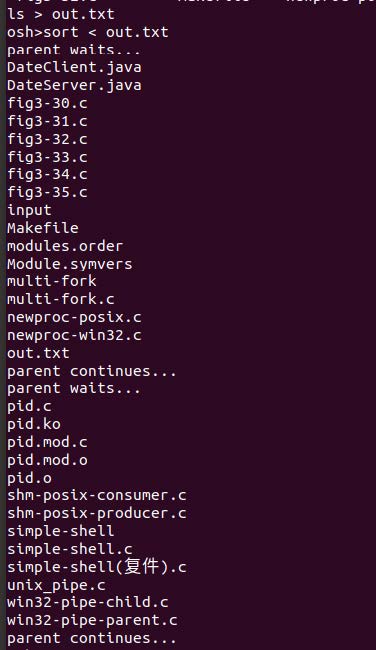 ls > out.txt
osh>sort < out.txt
parent waits...
DateClient.java
DateServer.java
fig3-30.c
fig3-31.c
fig3-32.c
fig3-33.c
fig3-34.c
fig3-35.c
input
Makefile
modules.order
Module.symvers
multi-fork
multi-fork.c
newproc-posix.c
newproc-win32.c
out.txt
parent continues...
parent waits...
pid.c
pid.ko
pid.mod.c
pid.mod.o
pid.o
shm-posix-consumer.c
shm-posix-producer.c
simple-shell
simple-shell.c
simple-shell(复件).c
unix_pipe.c
win32-pipe-child.c
win32-pipe-parent.c
parent continues...